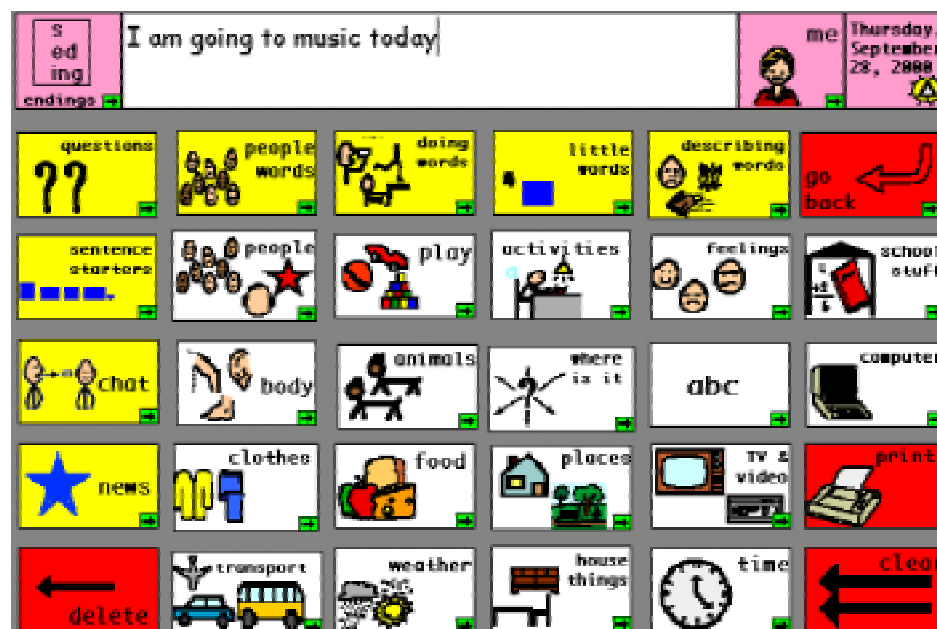 s
ed
ing
endings
I am going to music today
me
Thursday,
September
28, 2000
questions
people
words
doing
words
little
words
describing
words
go
back
sentence
starters
people
play
activities
feelings
school
stuff
chat
body
animals
where
is it
abc
computer
news
clothes
food
places
TV &
video
print
delete
transport
weather
house
things
time
clear